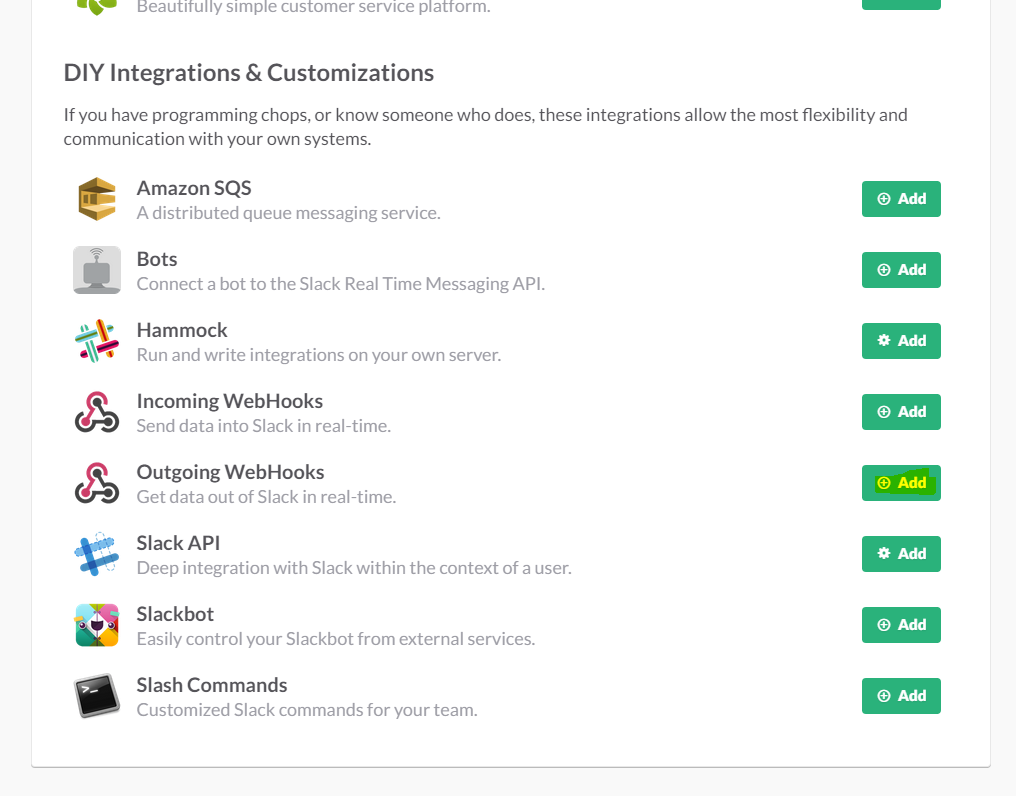 Beautifully simple customer service platform.
DIY Integrations & Customizations
If you have programming chops, or know someone who does, these integrations allow the most flexibility and
communication with your own systems.
Amazon SQS
A distributed queue messaging service.
Add
Bots
Connect a bot to the Slack Real Time Messaging API.
Add
Hammock
Run and write integrations on your own server.
Add
Incoming WebHooks
Send data into Slack in real-time.
Add
Outgoing WebHooks
Get data out of Slack in real-time.
Add
Slack API
Deep integration with Slack within the context of a user.
Add
Slackbot
Easily control your Slackbot from external services.
Add
>_
Slash Commands
Customized Slack commands for your team.
Add